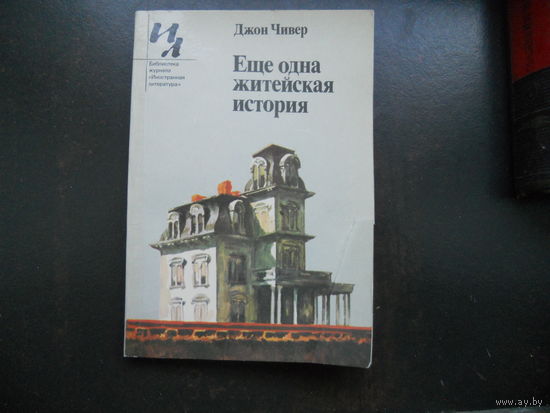 Джон Чивер
ИЛ
Библиотека
журнала
«Иностранная
литература»
Еще одна
житейская
история
www.ay.by